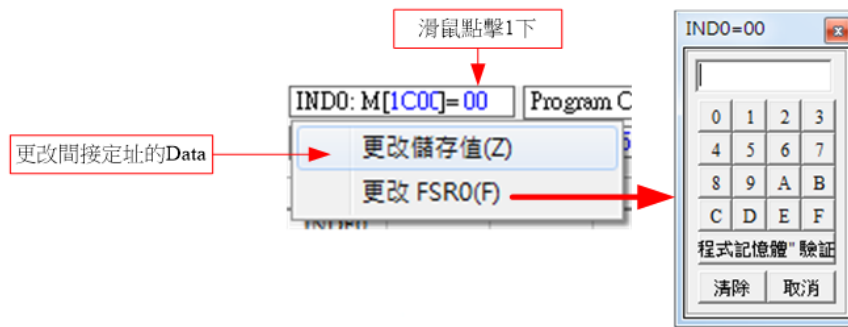 滑鼠點擊1下
IND0: M[1C00]=00
Program C
更改間接定址的Data
更改儲存值(Z)
更改 FSR0(F)
IND0=00
0 1 2 3
4 5 6 7
8 9 A B
C D E F
程式記憶體" 驗証
清除 取消